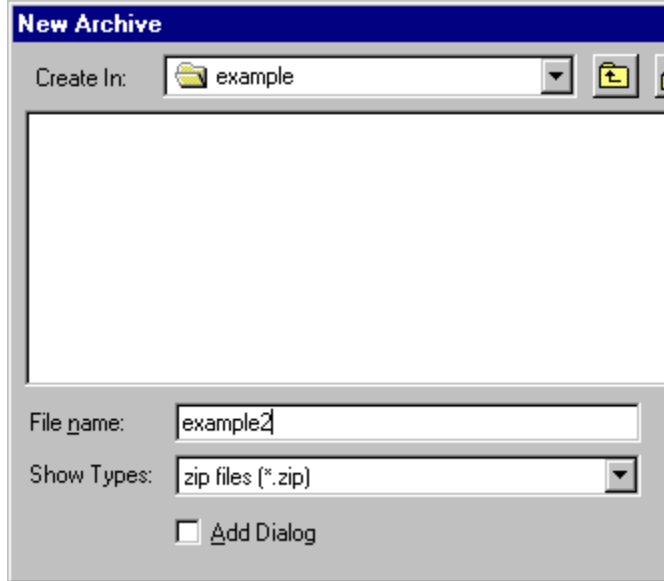 New Archive
Create In: example
File name: example2
Show Types: zip files (*.zip)
Add Dialog